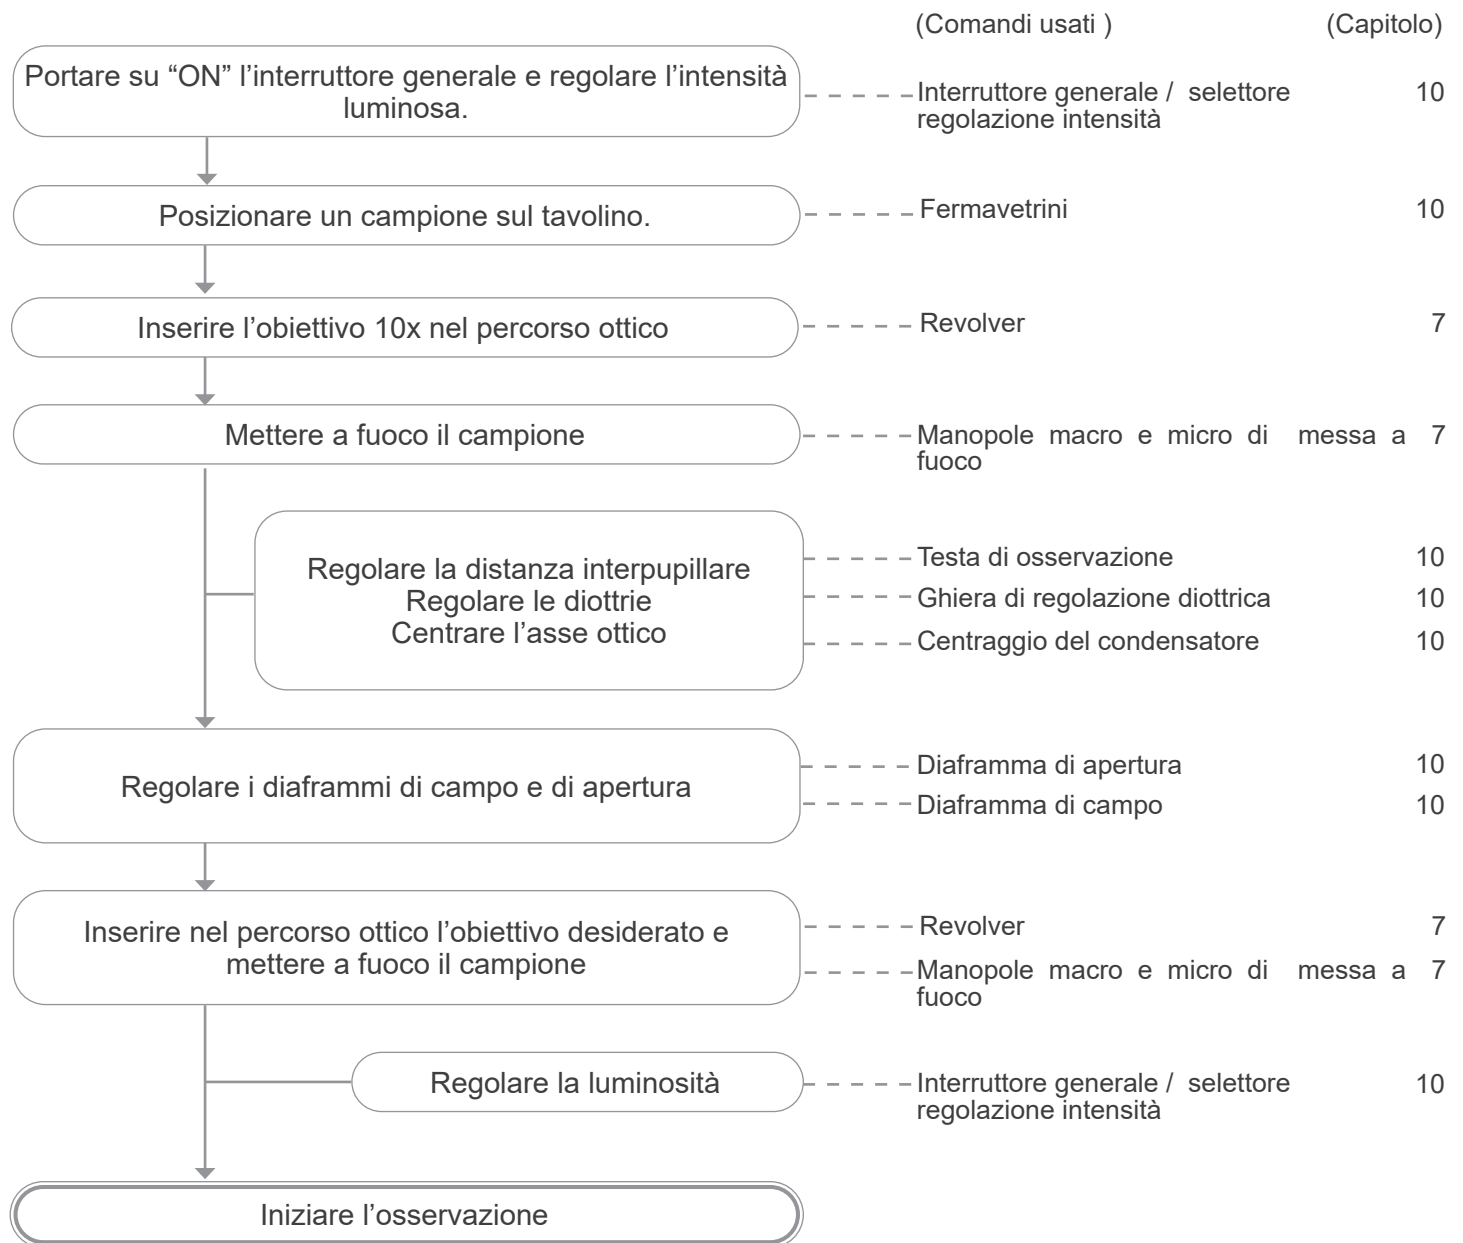 (Comandi usati ) (Capitolo)
Portare su “ON” l’interruttore generale e regolare l’intensità
luminosa.
Interruttore generale / selettore 10
regolazione intensità
Posizionare un campione sul tavolino.
Fermavetrini 10
Inserire l’obiettivo 10x nel percorso ottico
Revolver 7
Mettere a fuoco il campione
Manopole macro e micro di messa a 7
fuoco
Regolare la distanza interpupillare
Regolare le diottrie
Centrare l’asse ottico
Testa di osservazione 10
Ghiera di regolazione diottrica 10
Centraggio del condensatore 10
Regolare i diaframmi di campo e di apertura
Diaframma di apertura 10
Diaframma di campo 10
Inserire nel percorso ottico l’obiettivo desiderato e
mettere a fuoco il campione
Revolver 7
Manopole macro e micro di messa a 7
fuoco
Regolare la luminosità
Interruttore generale / selettore 10
regolazione intensità
Iniziare l’osservazione